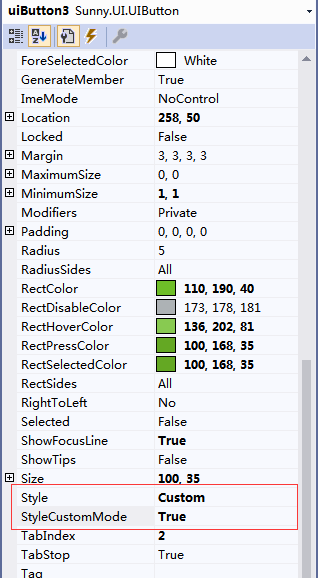 uiButton3 Sunny.UI.UIButton
ForeSelectedColor White
GenerateMember True
ImeMode NoControl
Location 258, 50
Locked False
Margin 3, 3, 3, 3
MaximumSize 0, 0
MinimumSize 1, 1
Modifiers Private
Padding 0, 0, 0, 0
Radius 5
RadiusSides All
RectColor 110, 190, 40
RectDisableColor 173, 178, 181
RectHoverColor 136, 202, 81
RectPressColor 100, 168, 35
RectSelectedColor 100, 168, 35
RectSides All
RightToLeft No
Selected False
ShowFocusLine True
ShowTips False
Size 100, 35
Style Custom
StyleCustomMode True
TabIndex 2
TabStop True
Tag